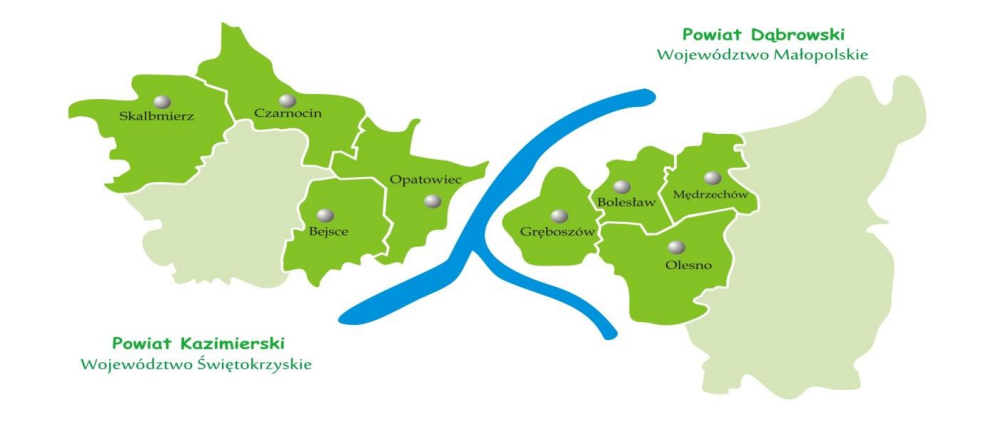 Powiat Dąbrowski
Województwo Małopolskie
Skalbmierz
Czarnocin
Opatowiec
Bejsce
Gręboszów
Bolesław
Mędrzechów
Olesno
Powiat Kazimierski
Województwo Świętokrzyskie